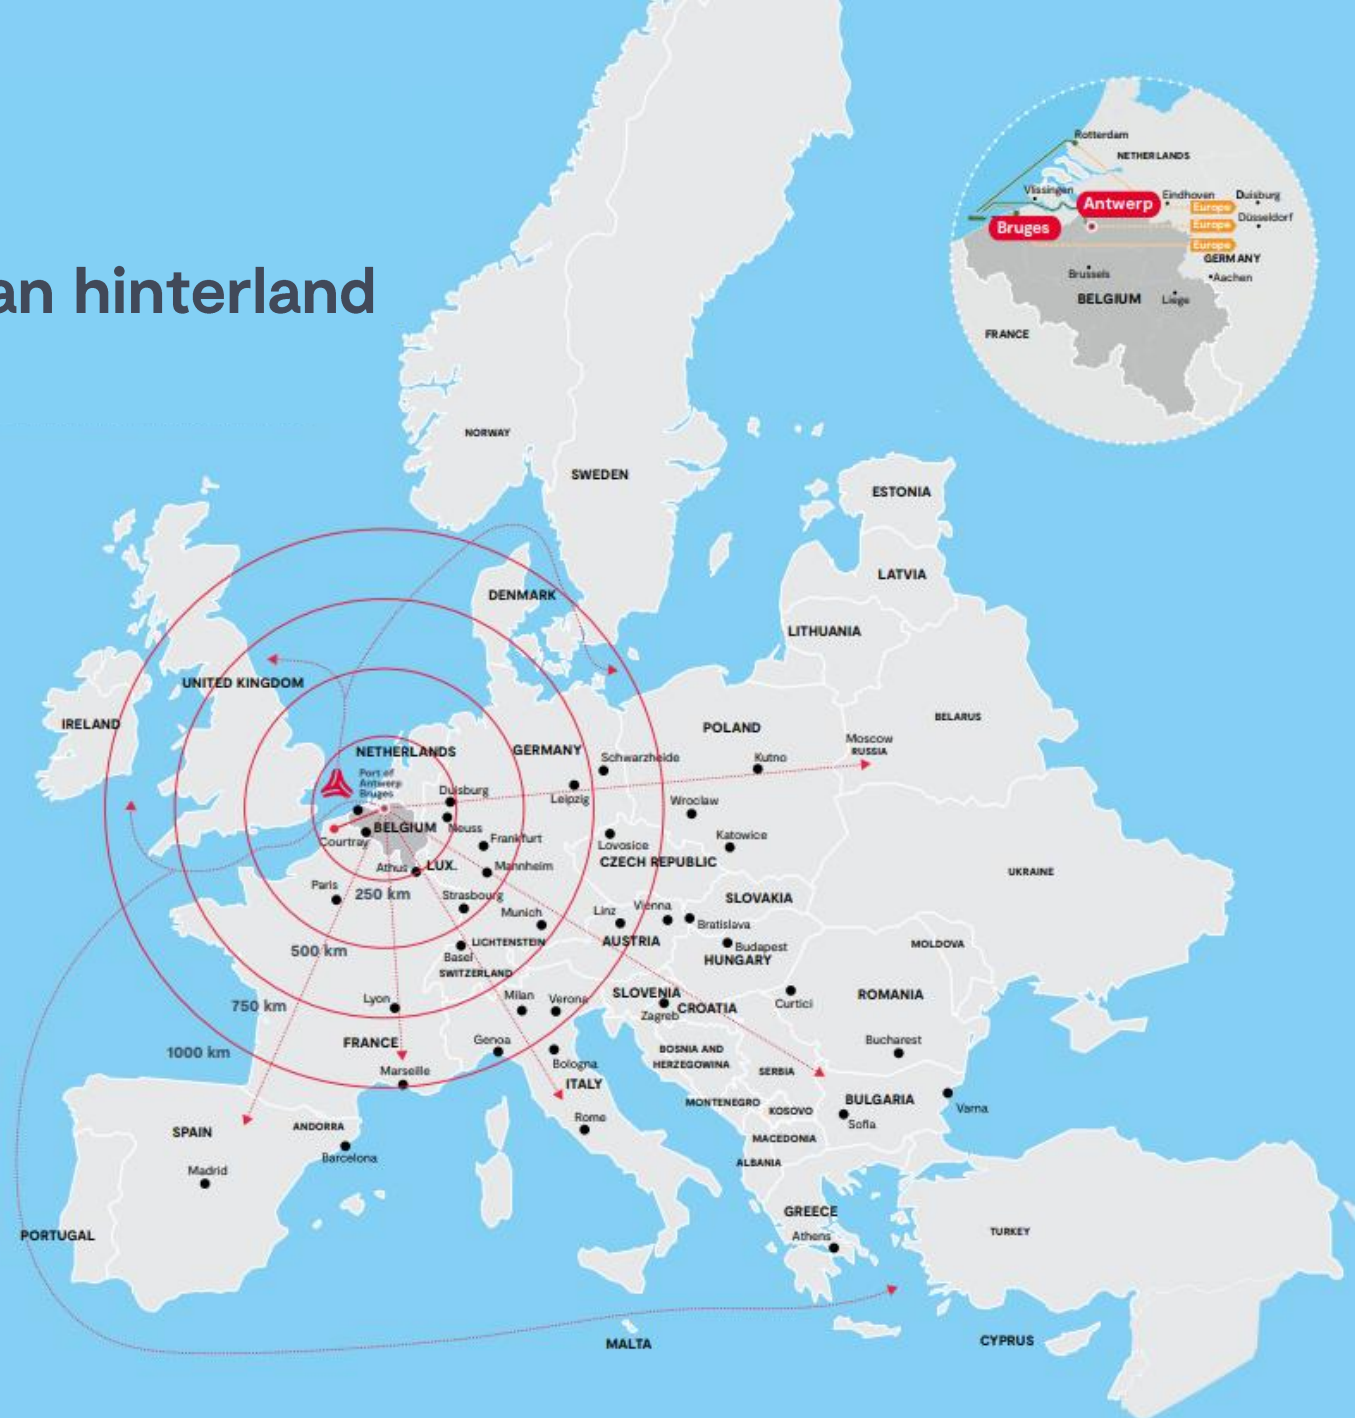 an hinterland
Rotterdam
NETHERLANDS
Vlissingen
Antwerp
Eindhoven
Duisburg
Europe
Düsseldorf
Bruges
Europe
Europe
GERMANY
Brussels
Aachen
BELGIUM
Liege
FRANCE
NORWAY
SWEDEN
ESTONIA
LATVIA
DENMARK
LITHUANIA
UNITED KINGDOM
IRELAND
BELARUS
POLAND
Moscow
RUSSIA
NETHERLANDS
GERMANY
Schwarzheide
Kutno
Port of
Antwerp
Bruges
Duisburg
Leipzig
Wroclaw
BELGIUM
Neuss
Courtray
Frankfurt
Lovosice
Katowice
CZECH REPUBLIC
Athus
LUX.
Mannheim
UKRAINE
Paris
250 km
Strasbourg
SLOVAKIA
Munich
Linz
Vienna
Bratislava
500 km
LICHTENSTEIN
AUSTRIA
Budapest
MOLDOVA
Basel
HUNGARY
SWITZERLAND
750 km
Lyon
Milan
Verona
SLOVENIA
Zagreb
CROATIA
Curtici
ROMANIA
1000 km
FRANCE
Genoa
BOSNIA AND
HERZEGOWINA
Bucharest
Marseille
Bologna
SERBIA
ITALY
MONTENEGRO
KOSOVO
BULGARIA
Varna
SPAIN
ANDORRA
Rome
Sofia
MACEDONIA
Barcelona
ALBANIA
Madrid
GREECE
PORTUGAL
Athens
TURKEY
MALTA
CYPRUS